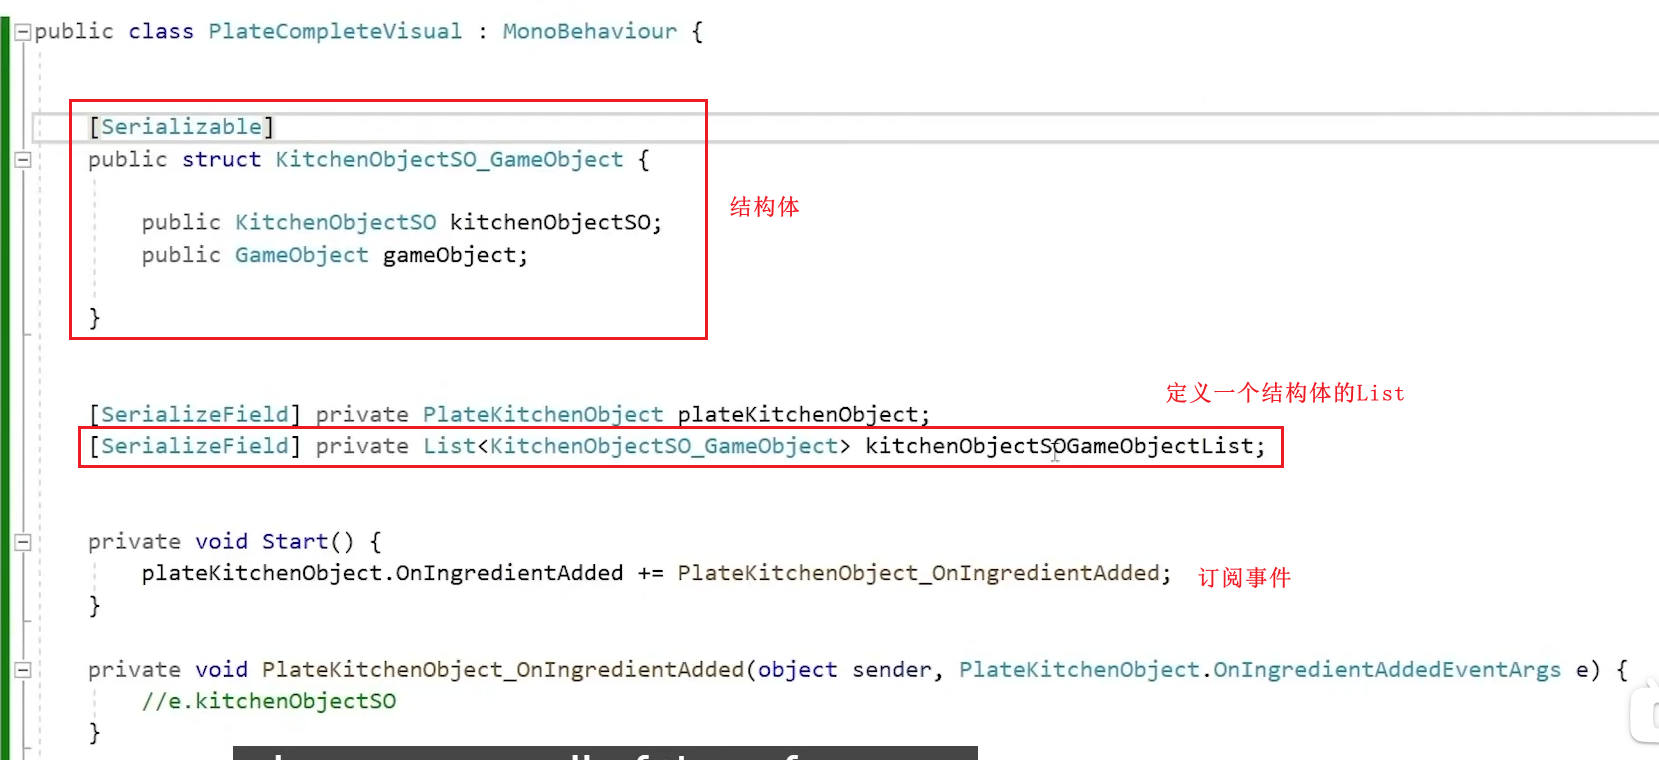 public class PlateCompleteVisual : MonoBehaviour {
[Serializable]
public struct KitchenObjectSO_GameObject {
结构体
public KitchenObjectSO kitchenObjectSO;
public GameObject gameObject;
}
定义一个结构体的List
[SerializeField] private PlateKitchenObject plateKitchenObject;
[SerializeField] private List<KitchenObjectSO_GameObject> kitchenObjectSOGameObjectList;
private void Start() {
plateKitchenObject.OnIngredientAdded += PlateKitchenObject_OnIngredientAdded;
订阅事件
}
private void PlateKitchenObject_OnIngredientAdded(object sender, PlateKitchenObject.OnIngredientAddedEventArgs e) {
//e.kitchenObjectSO
}